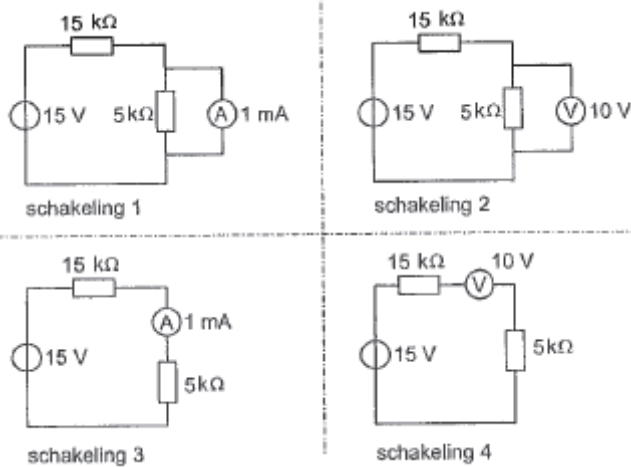 15 kΩ
15 V
5kΩ
A
1 mA
schakeling 1
15 kΩ
15 V
5kΩ
V
10 V
schakeling 2
15 kΩ
A
1 mA
15 V
5kΩ
schakeling 3
15 kΩ
10 V
V
15 V
5kΩ
schakeling 4